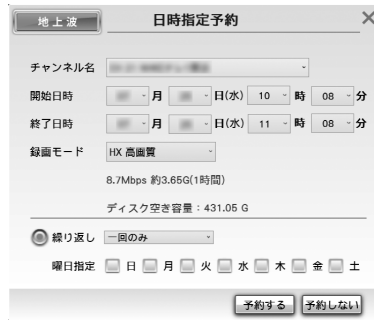 地上波 日時指定予約
チャンネル名
開始日時 月 日(水) 10 時 08 分
終了日時 月 日(水) 11 時 08 分
録画モード HX 高画質
8.7Mbps 約3.65G(1時間)
ディスク空き容量：431.05 G
繰り返し 一回のみ
曜日指定 日 月 火 水 木 金 土
予約する 予約しない